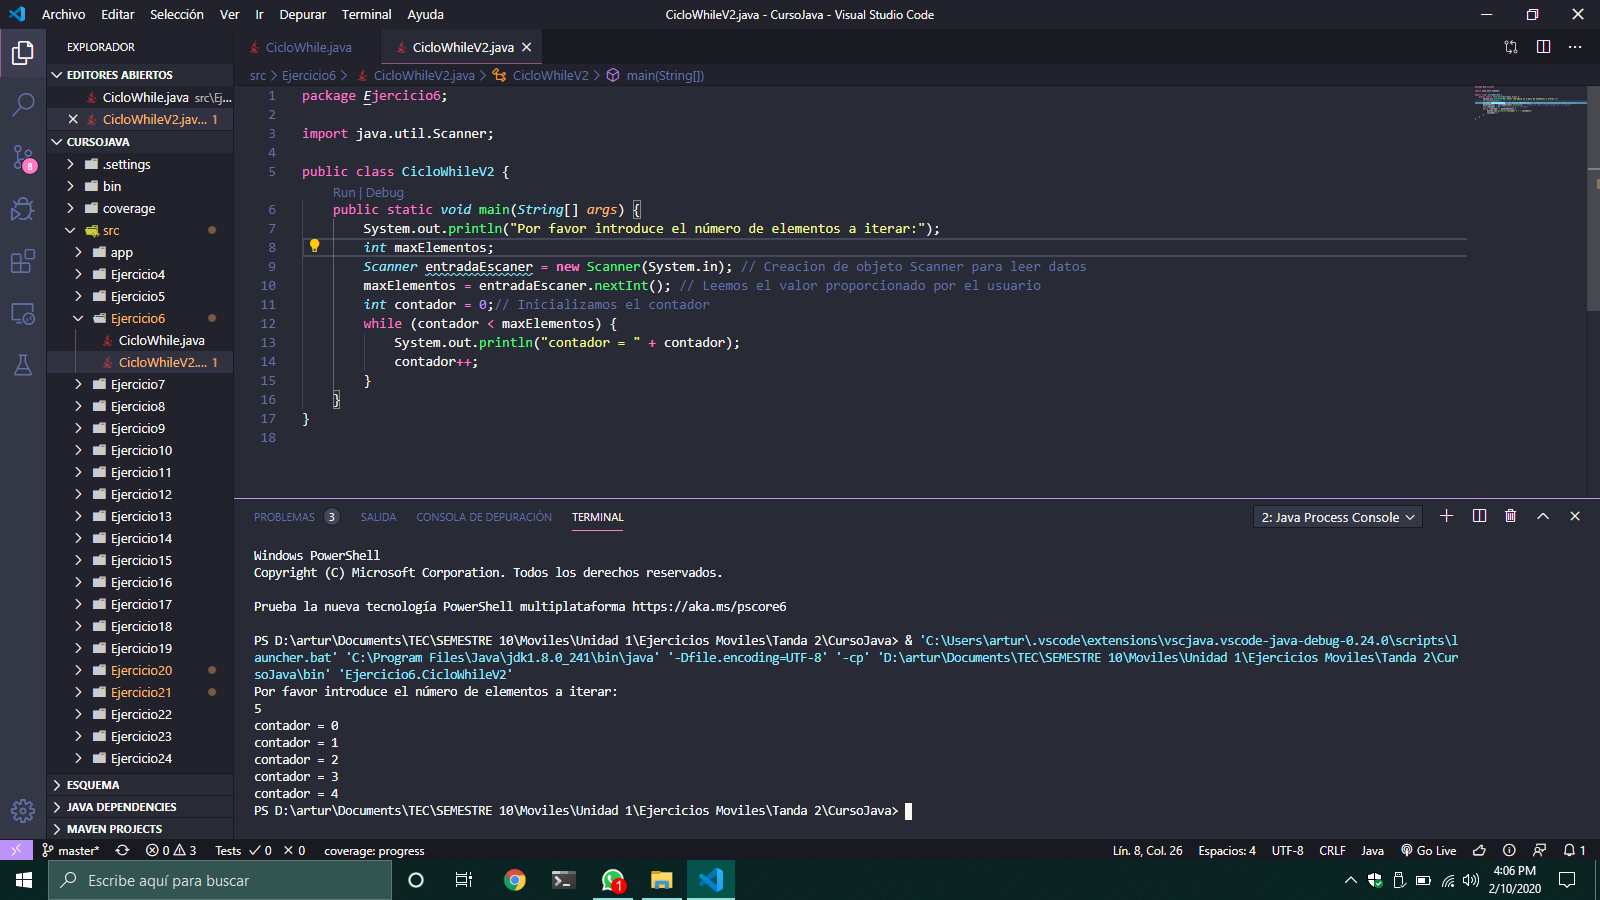 Archivo Editar Selección Ver Ir Depurar Terminal Ayuda
CicloWhileV2.java - CursoJava - Visual Studio Code
EXPLORADOR
EDITORES ABIERTOS
CicloWhile.java src\Ej...
CicloWhileV2.jav... 1
CURSOJAVA
.settings
bin
coverage
src
app
Ejercicio4
Ejercicio5
Ejercicio6
CicloWhile.java
CicloWhileV2.... 1
Ejercicio7
Ejercicio8
Ejercicio9
Ejercicio10
Ejercicio11
Ejercicio12
Ejercicio13
Ejercicio14
Ejercicio15
Ejercicio16
Ejercicio17
Ejercicio18
Ejercicio19
Ejercicio20
Ejercicio21
Ejercicio22
Ejercicio23
Ejercicio24
ESQUEMA
JAVA DEPENDENCIES
MAVEN PROJECTS
8
CicloWhile.java CicloWhileV2.java
src > Ejercicio6 > CicloWhileV2.java > CicloWhileV2 > main(String[])
1 package Ejercicio6;
2
3 import java.util.Scanner;
4
5 public class CicloWhileV2 {
Run | Debug
6 public static void main(String[] args) {
7 System.out.println("Por favor introduce el número de elementos a iterar:");
8 int maxElementos;
9 Scanner entradaEscaner = new Scanner(System.in); // Creacion de objeto Scanner para leer datos
10 maxElementos = entradaEscaner.nextInt(); // Leemos el valor proporcionado por el usuario
11 int contador = 0;// Inicializamos el contador
12 while (contador < maxElementos) {
13 System.out.println("contador = " + contador);
14 contador++;
15 }
16 }
17 }
18
PROBLEMAS 3 SALIDA CONSOLA DE DEPURACIÓN TERMINAL
2: Java Process Console
Windows PowerShell
Copyright (C) Microsoft Corporation. Todos los derechos reservados.
Prueba la nueva tecnología PowerShell multiplataforma https://aka.ms/pscore6
PS D:\artur\Documents\TEC\SEMESTRE 10\Moviles\Unidad 1\Ejercicios Moviles\Tanda 2\CursoJava> & 'C:\Users\artur\.vscode\extensions\vscjava.vscode-java-debug-0.24.0\scripts\l
auncher.bat' 'C:\Program Files\Java\jdk1.8.0_241\bin\java' '-Dfile.encoding=UTF-8' '-cp' 'D:\artur\Documents\TEC\SEMESTRE 10\Moviles\Unidad 1\Ejercicios Moviles\Tanda 2\Cur
soJava\bin' 'Ejercicio6.CicloWhileV2'
Por favor introduce el número de elementos a iterar:
5
contador = 0
contador = 1
contador = 2
contador = 3
contador = 4
PS D:\artur\Documents\TEC\SEMESTRE 10\Moviles\Unidad 1\Ejercicios Moviles\Tanda 2\CursoJava>
master* 0 3 Tests 0 0 coverage: progress
Lín. 8, Col. 26 Espacios: 4 UTF-8 CRLF Java Go Live 1
Escribe aquí para buscar
1
4:06 PM
2/10/2020